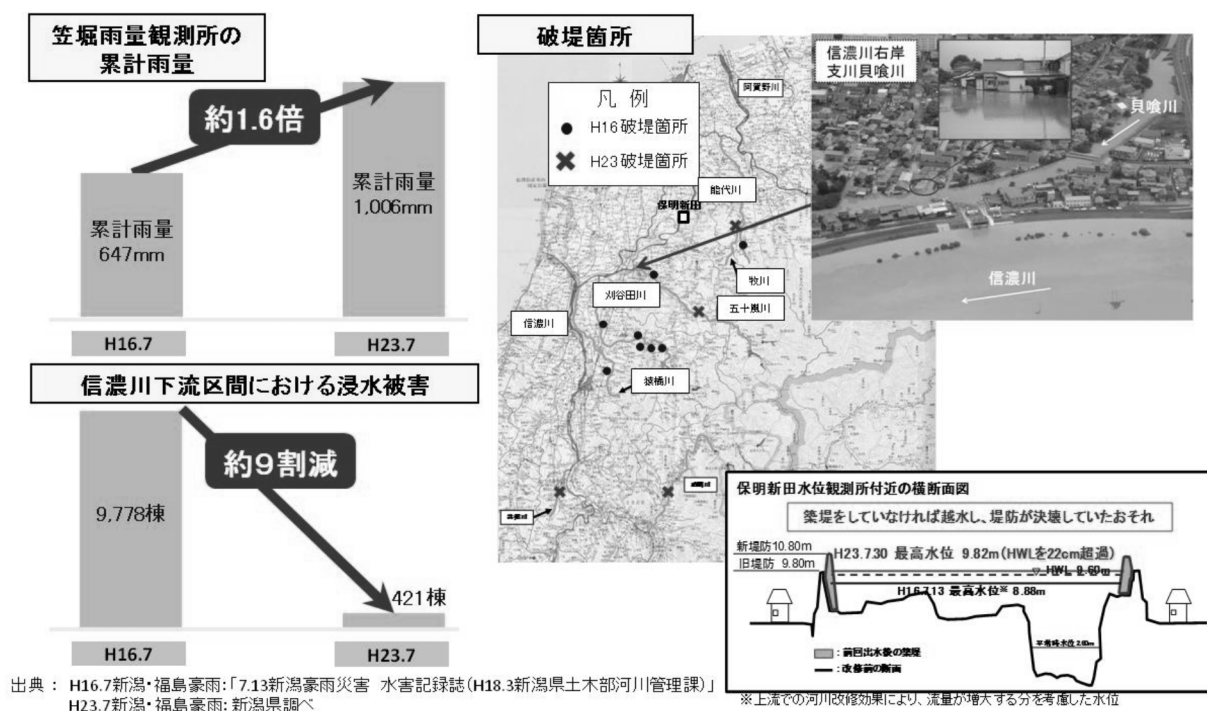 笠堀雨量観測所の
累計雨量
約1.6倍
累計雨量
647mm
累計雨量
1,006mm
H16.7
H23.7
信濃川下流区間における浸水被害
約9割減
9,778棟
421棟
H16.7
H23.7
破堤箇所
凡 例
H16破堤箇所
H23破堤箇所
阿賀野川
能代川
保明新田
牧川
刈谷田川
五十嵐川
信濃川
猿橋川
信濃川右岸
支川貝喰川
貝喰川
信濃川
保明新田水位観測所付近の横断面図
築堤をしていなければ越水し、堤防が決壊していたおそれ
新堤防10.80m
旧堤防 9.80m
H23.7.30 最高水位 9.82m(HWLを22cm超過)
HWL 9.60m
H16.7.13 最高水位※ 8.88m
:前回出水後の築堤
:改修前の断面
※上流での河川改修効果により、流量が増大する分を考慮した水位
出典 : H16.7新潟・福島豪雨:「7.13新潟豪雨災害 水害記録誌(H18.3新潟県土木部河川管理課)」
H23.7新潟・福島豪雨: 新潟県調べ